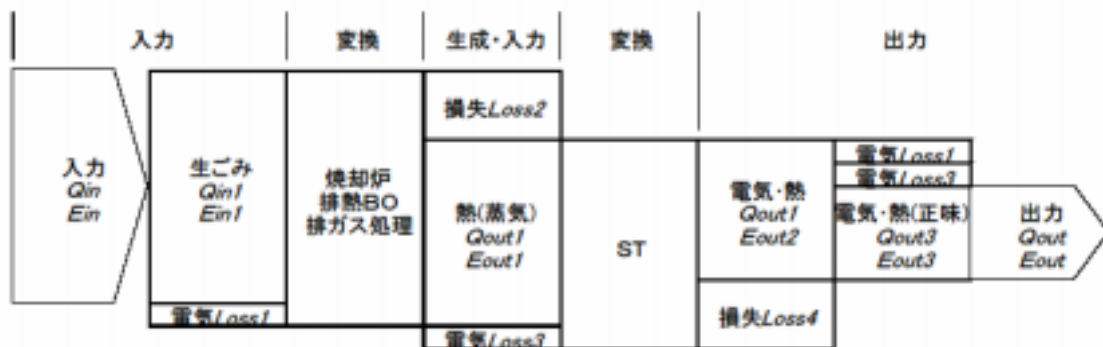 入力
変換
生成・入力
変換
出力
入力
Qin
Ein
生ごみ
Qin1
Ein1
電気Loss1
焼却炉
排熱BO
排ガス処理
損失Loss2
熱(蒸気)
Qout1
Eout1
電気Loss3
ST
電気・熱
Qout1
Eout2
損失Loss4
電気Loss1
電気Loss3
電気・熱(正味)
Qout3
Eout3
出力
Qout
Eout